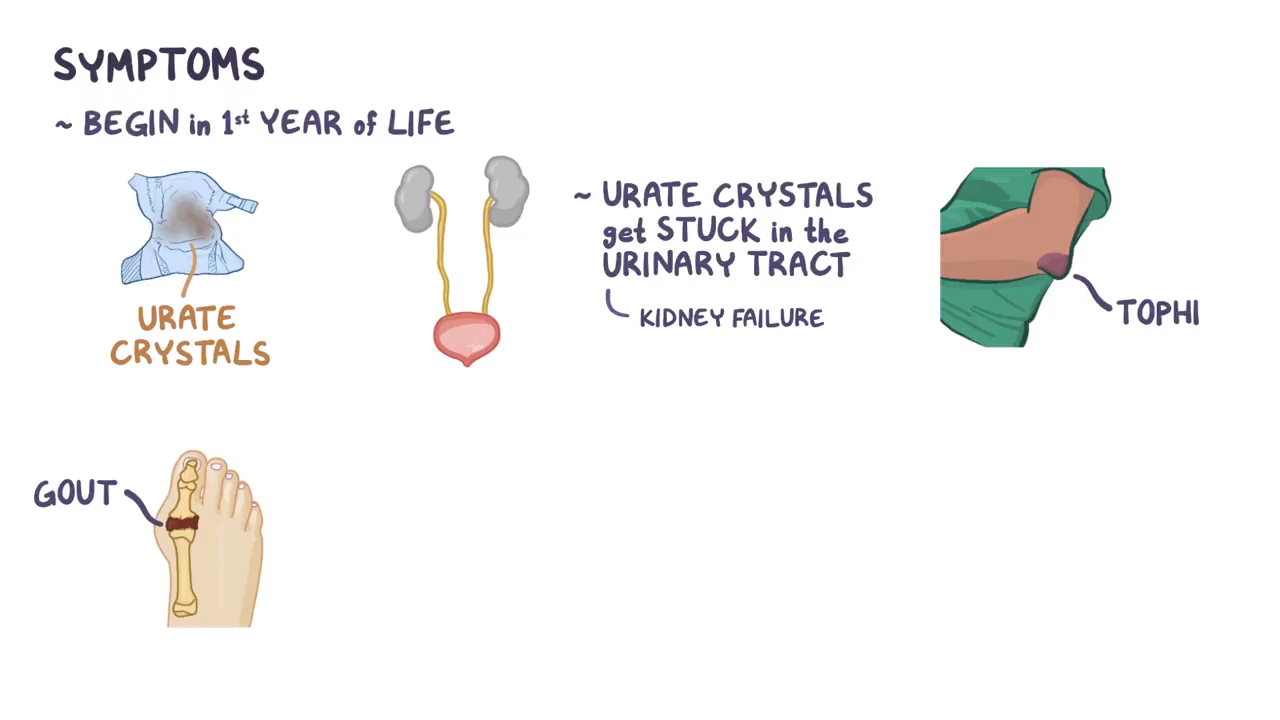 SYMPTOMS
~ BEGIN in 1st YEAR of LIFE
URATE
CRYSTALS
~ URATE CRYSTALS
get STUCK in the
URINARY TRACT
KIDNEY FAILURE
TOPHI
GOUT